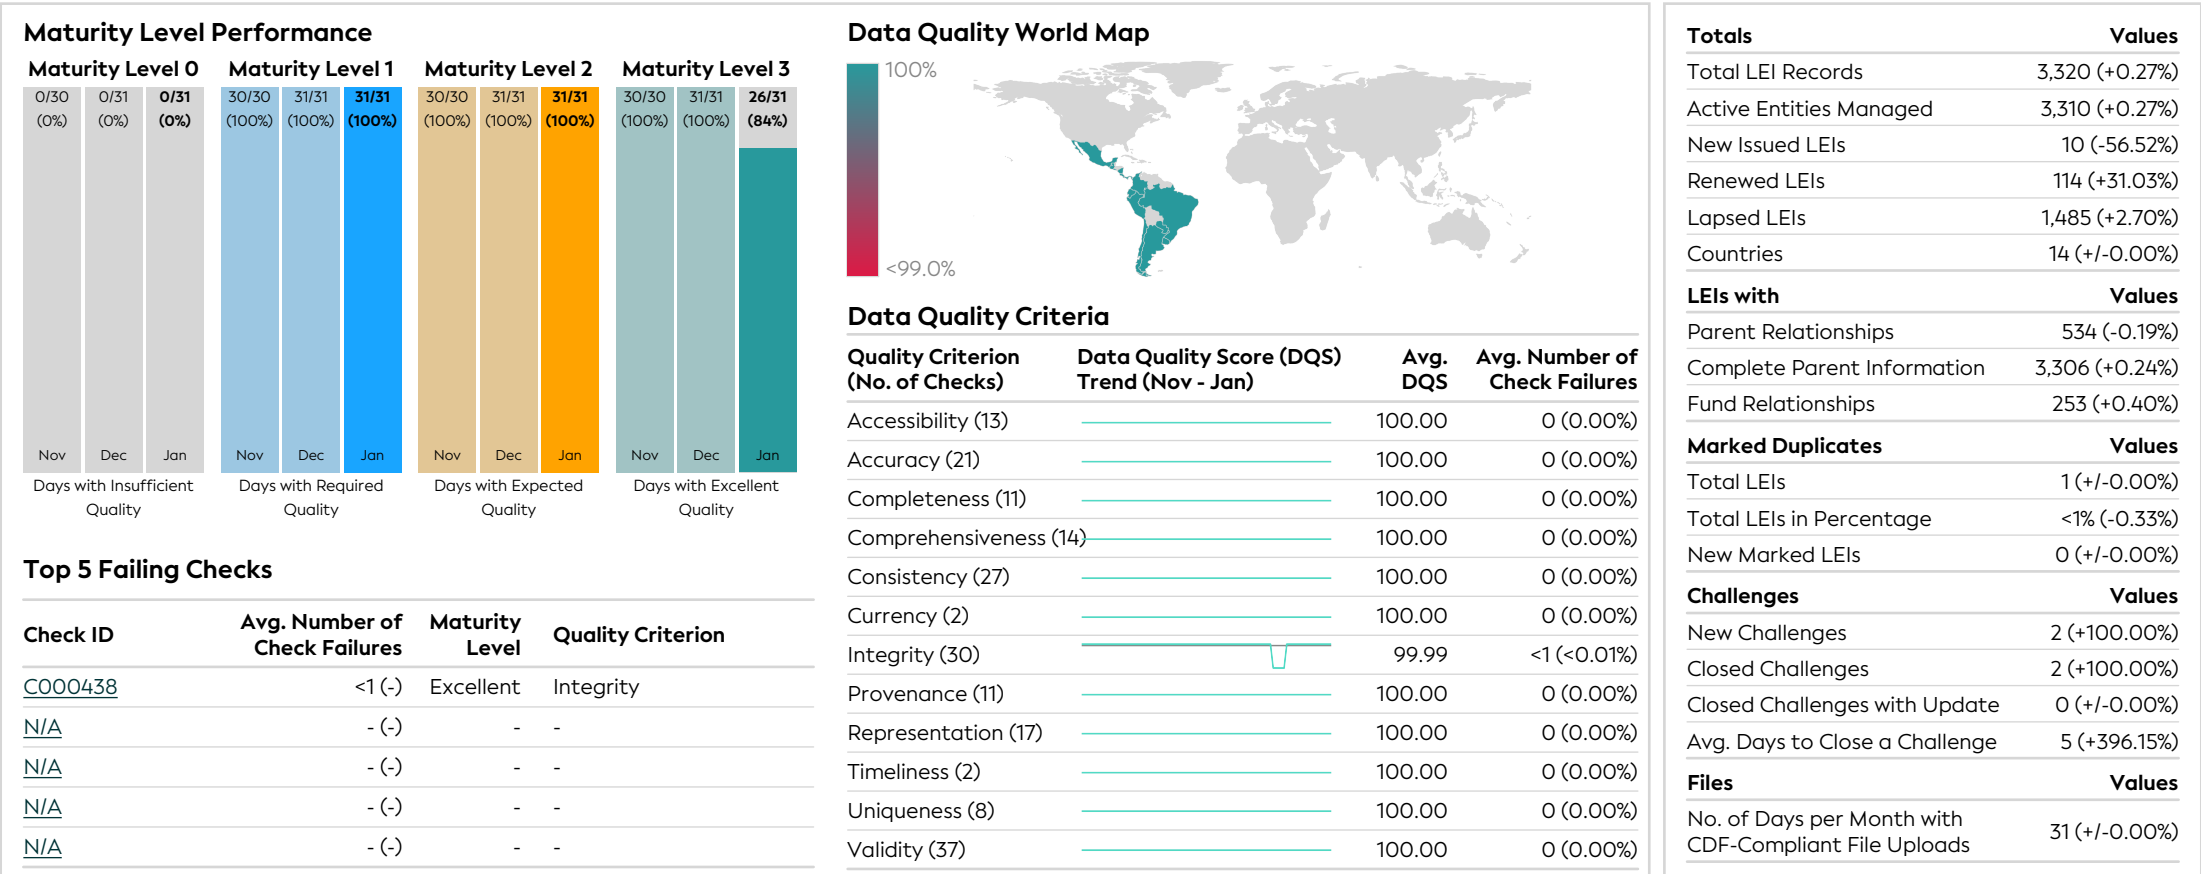 Maturity Level Performance
Maturity Level 0 Maturity Level 1 Maturity Level 2 Maturity Level 3
0/30 0/31 0/31 30/30 31/31 31/31 30/30 31/31 31/31 30/30 31/31 26/31
(0%) (0%) (0%) (100%) (100%) (100%) (100%) (100%) (100%) (100%) (100%) (84%)
Nov Dec Jan Nov Dec Jan Nov Dec Jan Nov Dec Jan
Days with Insufficient Days with Required Days with Expected Days with Excellent
Quality Quality Quality Quality
Top 5 Failing Checks
Avg. Number of Maturity
Check ID Check Failures Level Quality Criterion
C000438 <1 (-) Excellent Integrity
N/A - (-) - -
N/A - (-) - -
N/A - (-) - -
N/A - (-) - -
Data Quality World Map
100%
<99.0%
Data Quality Criteria
Quality Criterion Data Quality Score (DQS) Avg. Avg. Number of
(No. of Checks) Trend (Nov - Jan) DQS Check Failures
Accessibility (13) 100.00 0 (0.00%)
Accuracy (21) 100.00 0 (0.00%)
Completeness (11) 100.00 0 (0.00%)
Comprehensiveness (14) 100.00 0 (0.00%)
Consistency (27) 100.00 0 (0.00%)
Currency (2) 100.00 0 (0.00%)
Integrity (30) 99.99 <1 (<0.01%)
Provenance (11) 100.00 0 (0.00%)
Representation (17) 100.00 0 (0.00%)
Timeliness (2) 100.00 0 (0.00%)
Uniqueness (8) 100.00 0 (0.00%)
Validity (37) 100.00 0 (0.00%)
Totals Values
Total LEI Records 3,320 (+0.27%)
Active Entities Managed 3,310 (+0.27%)
New Issued LEIs 10 (-56.52%)
Renewed LEIs 114 (+31.03%)
Lapsed LEIs 1,485 (+2.70%)
Countries 14 (+/-0.00%)
LEIs with Values
Parent Relationships 534 (-0.19%)
Complete Parent Information 3,306 (+0.24%)
Fund Relationships 253 (+0.40%)
Marked Duplicates Values
Total LEIs 1 (+/-0.00%)
Total LEIs in Percentage <1% (-0.33%)
New Marked LEIs 0 (+/-0.00%)
Challenges Values
New Challenges 2 (+100.00%)
Closed Challenges 2 (+100.00%)
Closed Challenges with Update 0 (+/-0.00%)
Avg. Days to Close a Challenge 5 (+396.15%)
Files Values
No. of Days per Month with
CDF-Compliant File Uploads 31 (+/-0.00%)